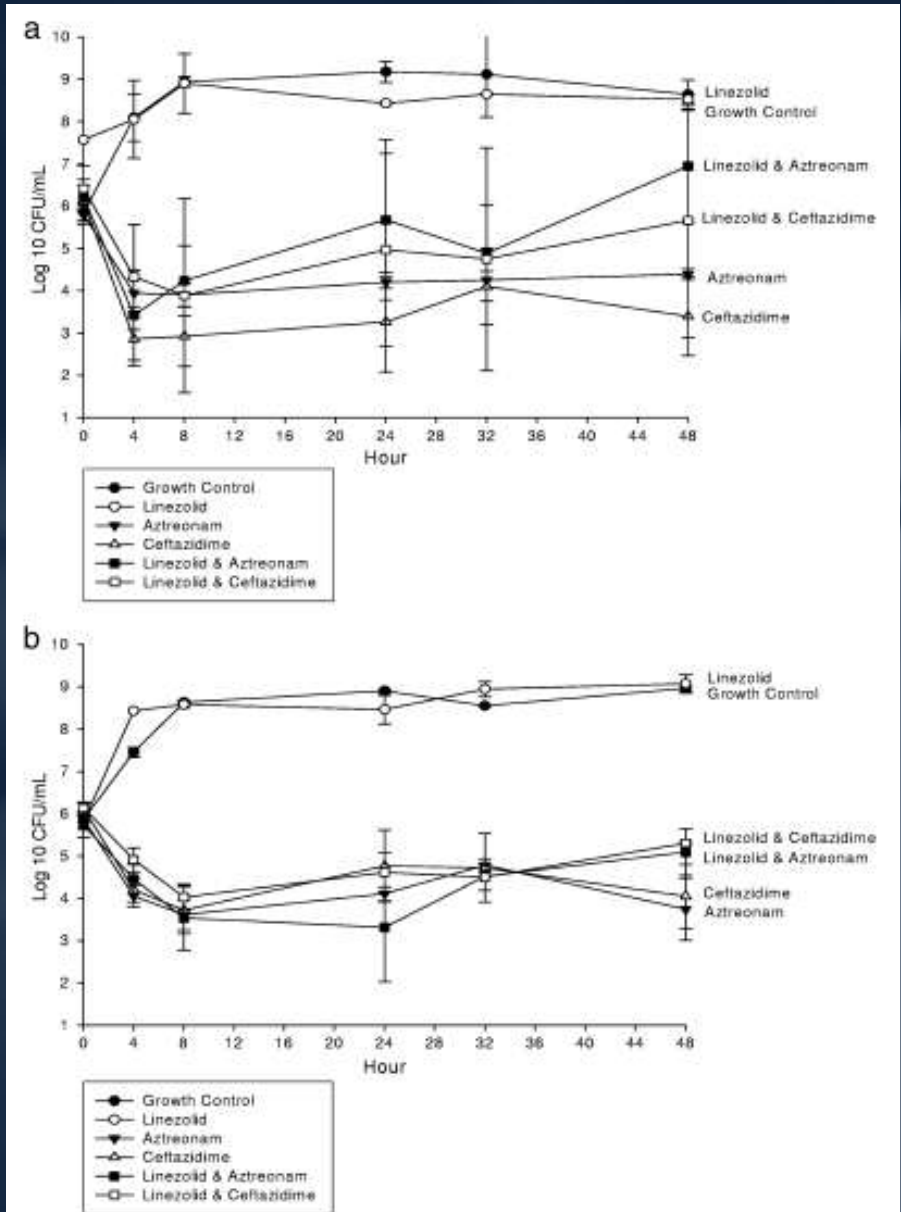 a
10
9
8
7
6
5
4
3
2
1
Log 10 CFU/mL
0 4 8 12 16 20 24 28 32 36 40 44 48
Hour
Linezolid
Growth Control
Linezolid & Aztreonam
Linezolid & Ceftazidime
Aztreonam
Ceftazidime
Growth Control
Linezolid
Aztreonam
Ceftazidime
Linezolid & Aztreonam
Linezolid & Ceftazidime
b
10
9
8
7
6
5
4
3
2
1
Log 10 CFU/mL
0 4 8 12 16 20 24 28 32 36 40 44 48
Hour
Linezolid
Growth Control
Linezolid & Ceftazidime
Linezolid & Aztreonam
Ceftazidime
Aztreonam
Growth Control
Linezolid
Aztreonam
Ceftazidime
Linezolid & Aztreonam
Linezolid & Ceftazidime